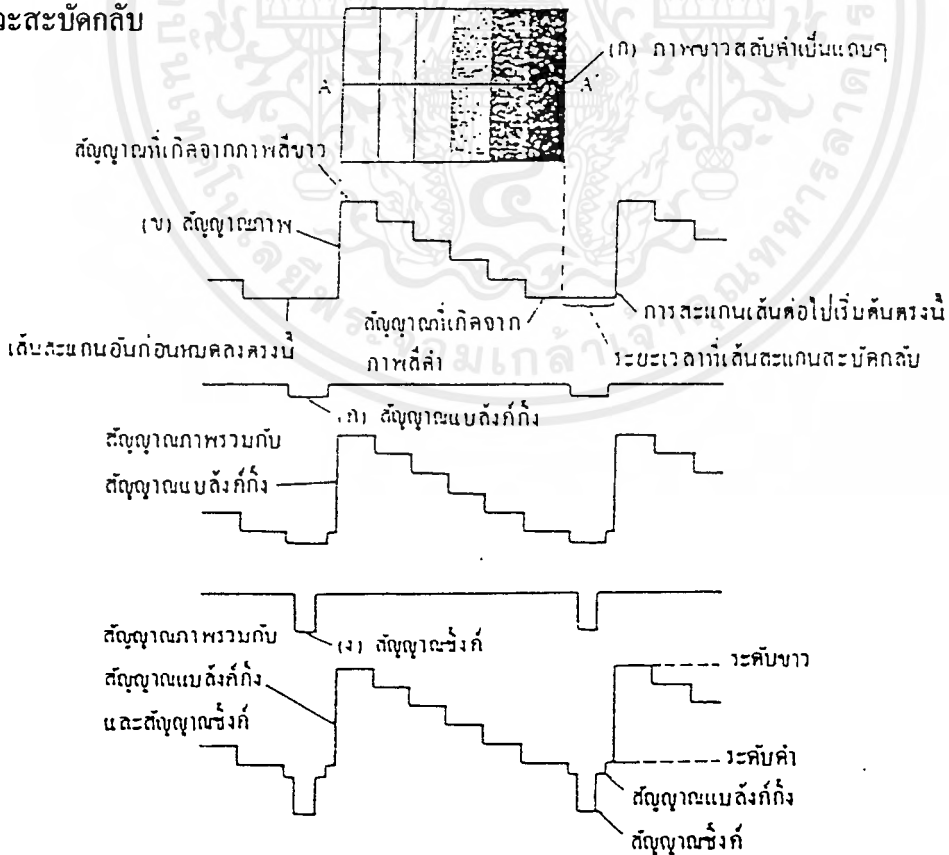 วะสะบัดกลับ
(ก) ภาพขาวสลับดำเป็นแถบๆ
A
A'
สัญญาณที่เกิดจากภาพสีขาว
(ข) สัญญาณภาพ
สัญญาณที่เกิดจาก
ภาพสีดำ
การสะแกนเส้นต่อไปเริ่มต้นตรงนี้
เส้นสะแกนอันก่อนหมดลงตรงนี้
ระยะเวลาที่เส้นสะแกนสะบัดกลับ
(ค) สัญญาณแบลังก์กิ้ง
สัญญาณภาพรวมกับ
สัญญาณแบลังก์กิ้ง
(ง) สัญญาณซิ้งค์
สัญญาณภาพรวมกับ
สัญญาณแบลังก์กิ้ง
และสัญญาณซิ้งค์
ระดับขาว
ระดับดำ
สัญญาณแบลังก์กิ้ง
สัญญาณซิ้งค์